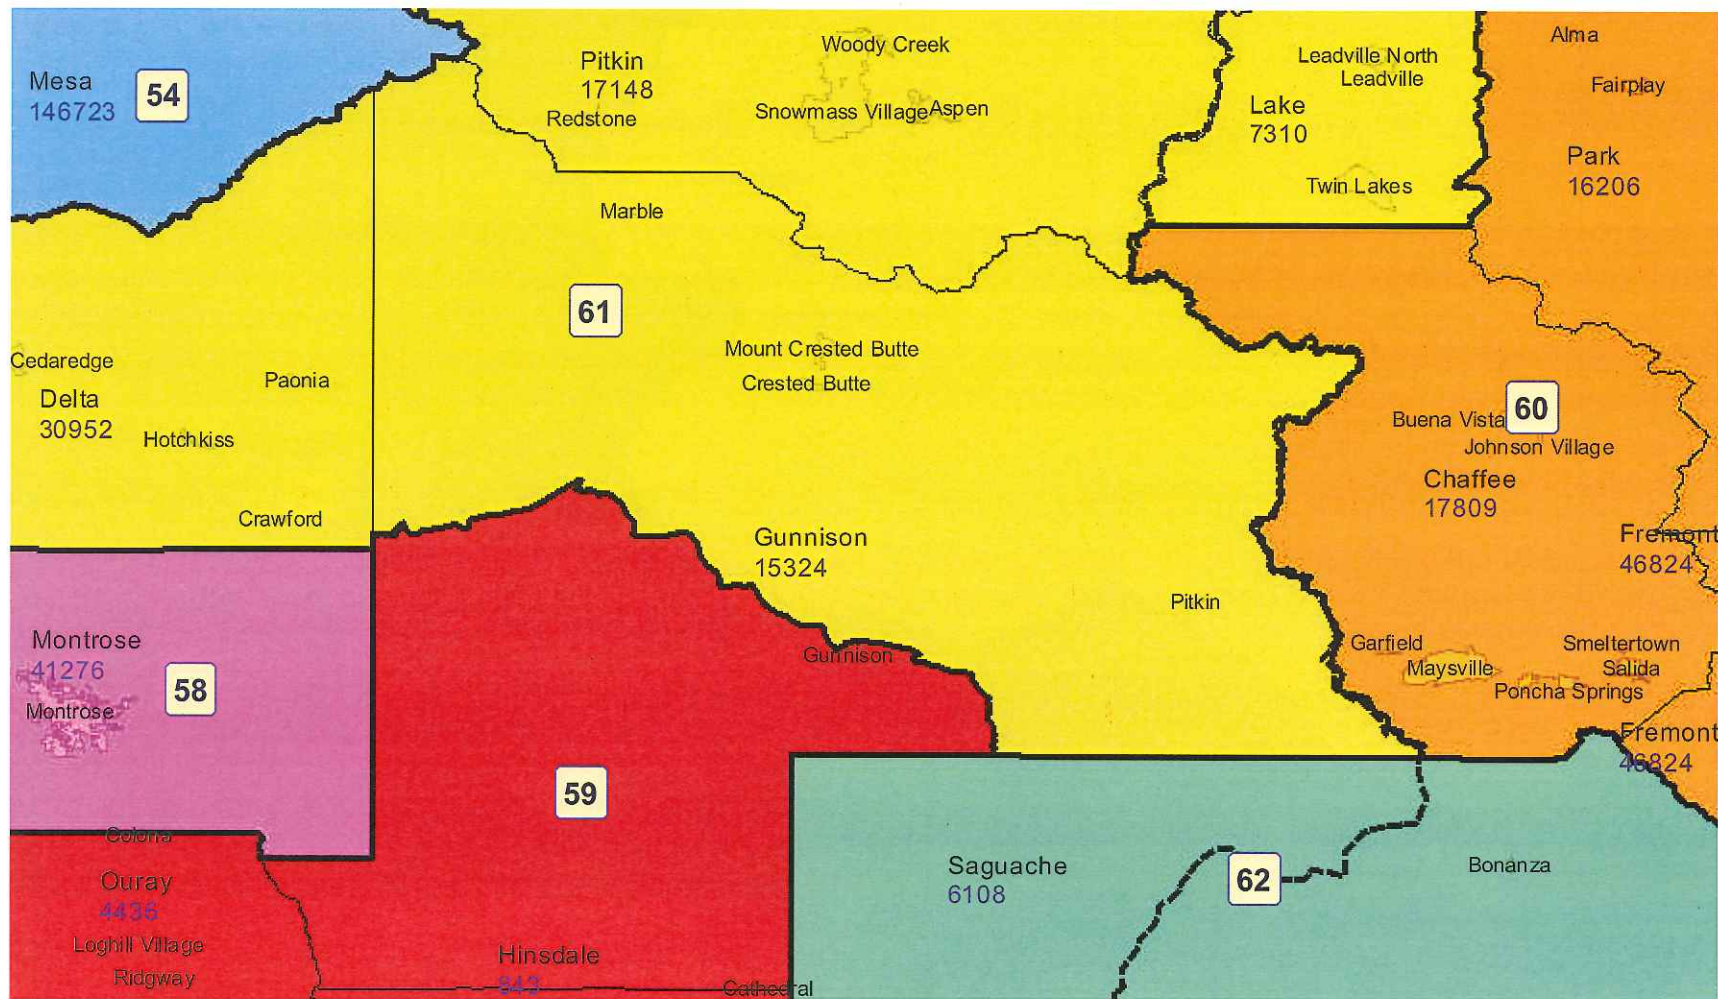 Mesa
146723
54
Pitkin
17148
Redstone
Woody Creek
Snowmass Village
Aspen
Leadville North
Leadville
Lake
7310
Twin Lakes
Alma
Fairplay
Park
16206
Marble
61
Mount Crested Butte
Crested Butte
Cedaredge
Paonia
Delta
30952
Hotchkiss
Crawford
60
Buena Vista
Johnson Village
Chaffee
17809
Fremont
46824
Gunnison
15324
Pitkin
Montrose
41276
58
Montrose
Gunnison
Garfield
Maysville
Smeltertown
Salida
Poncha Springs
Fremont
46824
59
Colona
Ouray
4436
Loghill Village
Ridgway
Hinsdale
843
Cathedral
Saguache
6108
62
Bonanza